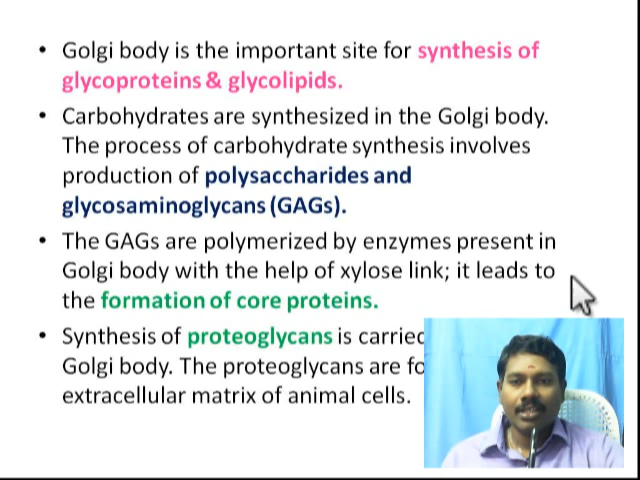 • Golgi body is the important site for synthesis of
glycoproteins & glycolipids.
• Carbohydrates are synthesized in the Golgi body.
The process of carbohydrate synthesis involves
production of polysaccharides and
glycosaminoglycans (GAGs).
• The GAGs are polymerized by enzymes present in
Golgi body with the help of xylose link; it leads to
the formation of core proteins.
• Synthesis of proteoglycans is carried
Golgi body. The proteoglycans are
extracellular matrix of animal cells.